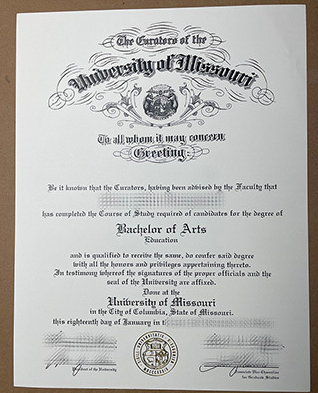 The Curators of the
University of Missouri
To all whom it may concern
Greeting:
Be it known that the Curators, having been advised by the Faculty that
has completed the Course of Study required of candidates for the degree of
Bachelor of Arts
Education
and is qualified to receive the same, do confer said degree
with all the honors and privileges appertaining thereto.
In testimony whereof the signatures of the proper officials and the
seal of the University are affixed.
Done at the
University of Missouri
in the City of Columbia, State of Missouri.
this eighteenth day of January in
President of the University